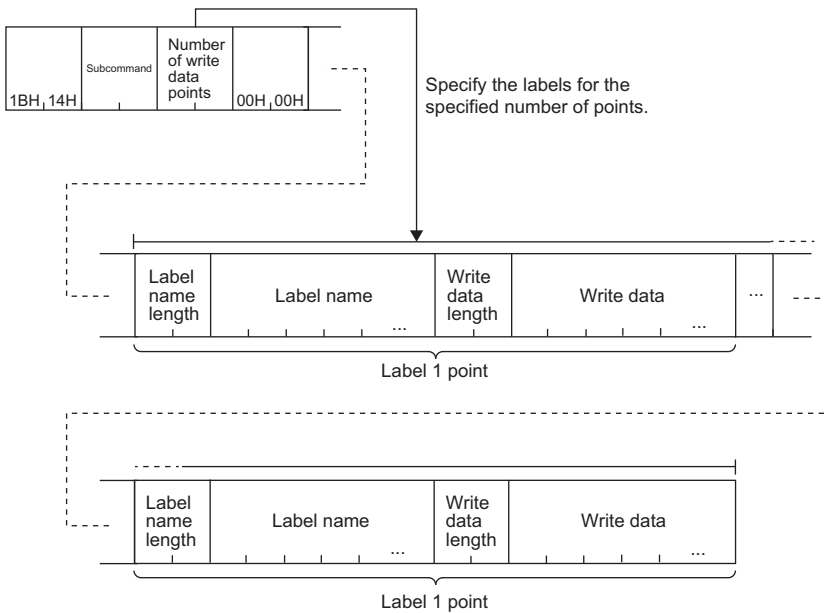 1BH 14H
Subcommand
Number
of write
data
points
00H 00H
Specify the labels for the
specified number of points.
Label
name
length
Label name
...
Write
data
length
Write data
...
...
Label 1 point
Label
name
length
Label name
...
Write
data
length
Write data
...
Label 1 point